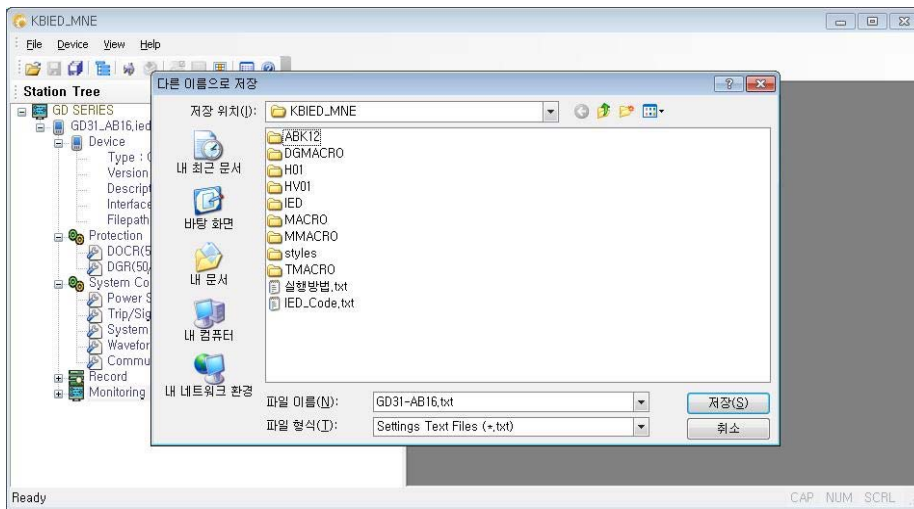 KBIED_MNE
File Device View Help
Station Tree
GD SERIES
GD31_AB16.ied
Device
Type :
Version
Descript
Interface
Filepath
Protection
DOCR(5
DGR(50/
System Co
Power S
Trip/Sig
System
Wavefor
Commu
Record
Monitoring
다른 이름으로 저장
저장 위치(I): KBIED_MNE
내 최근 문서
바탕 화면
내 문서
내 컴퓨터
내 네트워크 환경
ABK12
DGMACRO
H01
HV01
IED
MACRO
MMACRO
styles
TMACRO
실행방법.txt
IED_Code.txt
파일 이름(N): GD31-AB16.txt 저장(S)
파일 형식(T): Settings Text Files (*.txt) 취소
Ready CAP NUM SCRL